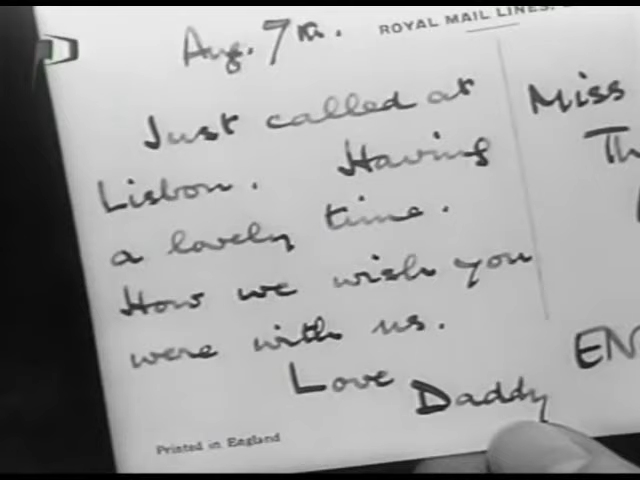 Aug. 7th.
ROYAL MAIL LINES,
Just called at
Lisbon. Having
a lovely time.
How we wish you
were with us.
Love
Daddy
Miss
Th
EN
Printed in England